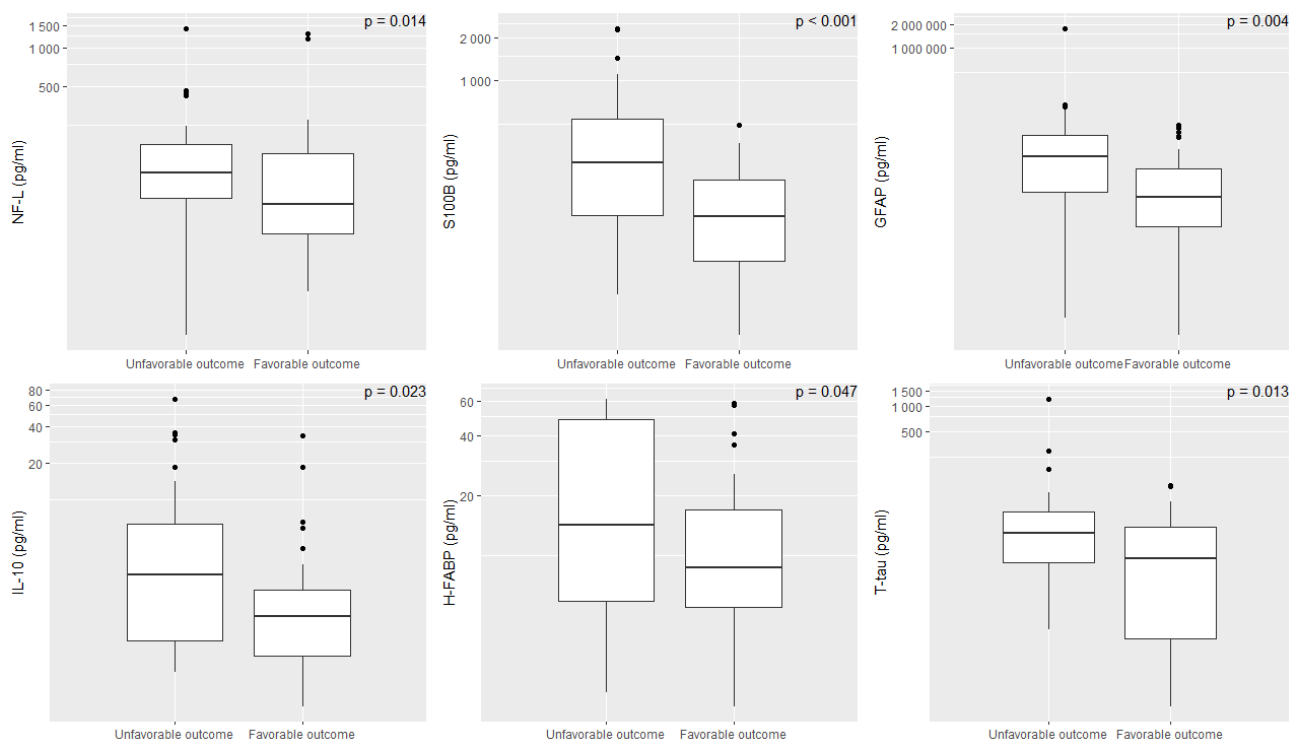 p = 0.014
1 500
1 000
500
NF-L (pg/ml)
Unfavorable outcome Favorable outcome
p < 0.001
2 000
1 000
S100B (pg/ml)
Unfavorable outcome Favorable outcome
p = 0.004
2 000 000
1 000 000
GFAP (pg/ml)
Unfavorable outcome Favorable outcome
p = 0.023
80
60
40
20
IL-10 (pg/ml)
Unfavorable outcome Favorable outcome
p = 0.047
60
40
20
H-FABP (pg/ml)
Unfavorable outcome Favorable outcome
p = 0.013
1 500
1 000
500
T-tau (pg/ml)
Unfavorable outcome Favorable outcome